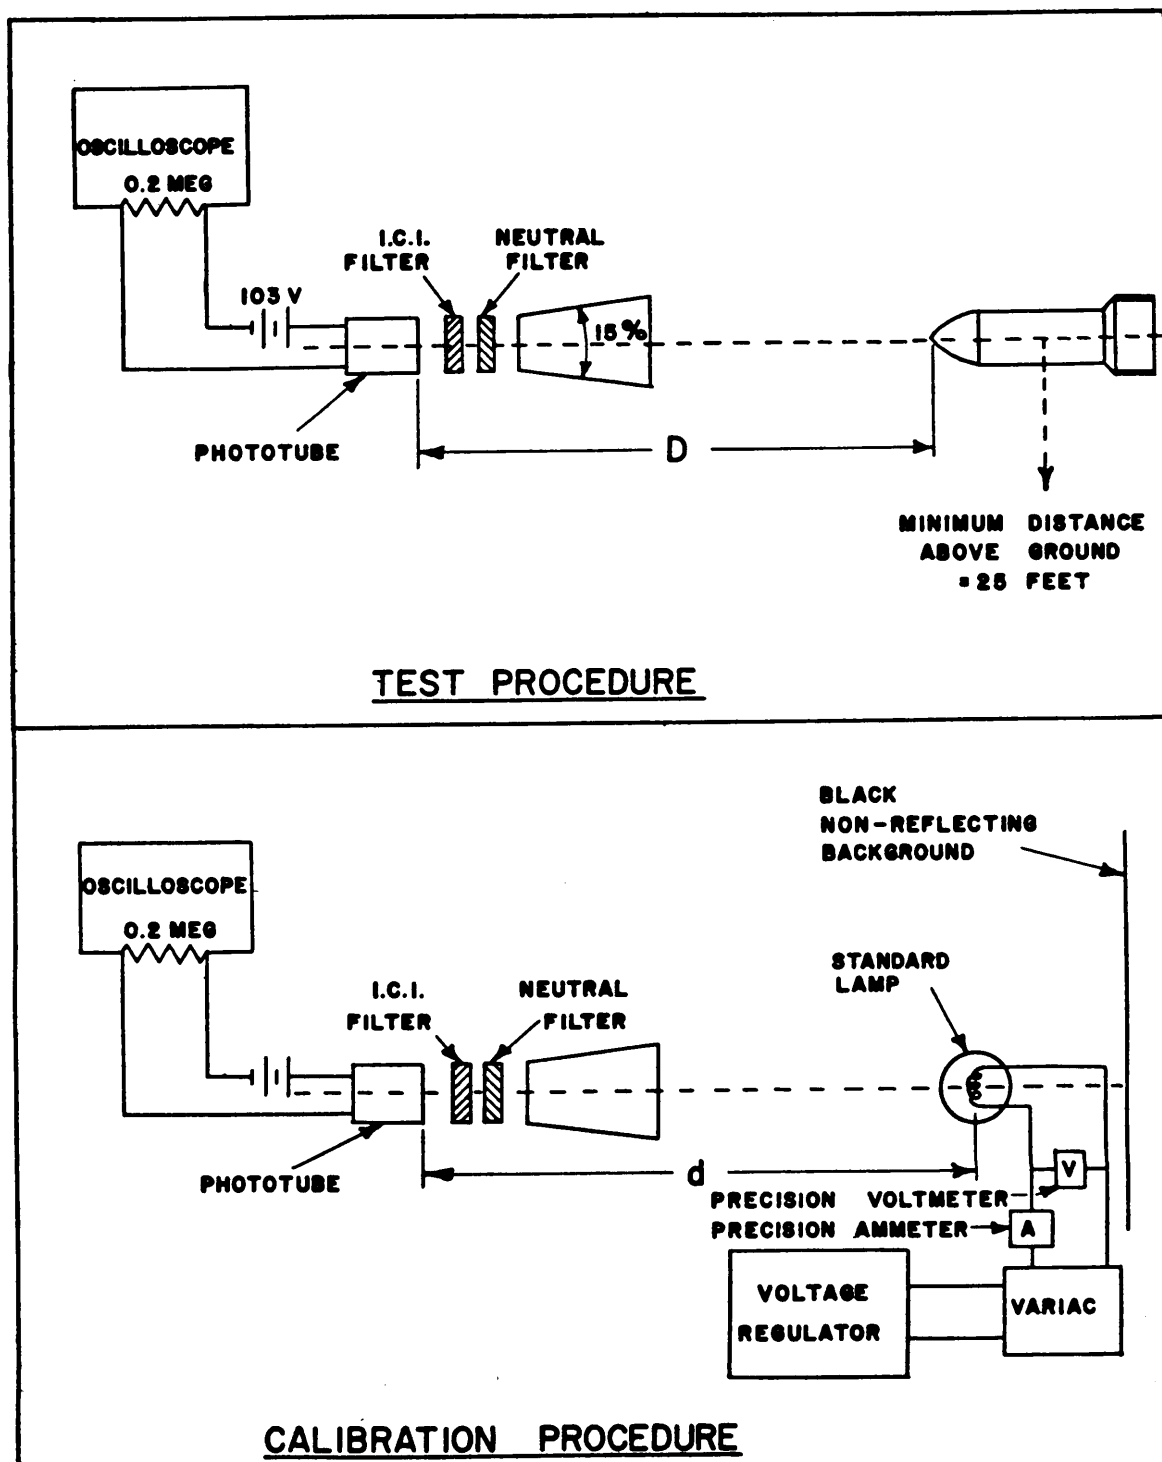 OSCILLOSCOPE
0.2 MEG
I.C.I.
FILTER
NEUTRAL
FILTER
103 V
15%
PHOTOTUBE
D
MINIMUM DISTANCE
ABOVE GROUND
=25 FEET
TEST PROCEDURE
BLACK
NON-REFLECTING
BACKGROUND
OSCILLOSCOPE
0.2 MEG
STANDARD
LAMP
I.C.I.
FILTER
NEUTRAL
FILTER
PHOTOTUBE
d
V
PRECISION VOLTMETER
PRECISION AMMETER
A
VOLTAGE
REGULATOR
VARIAC
CALIBRATION PROCEDURE